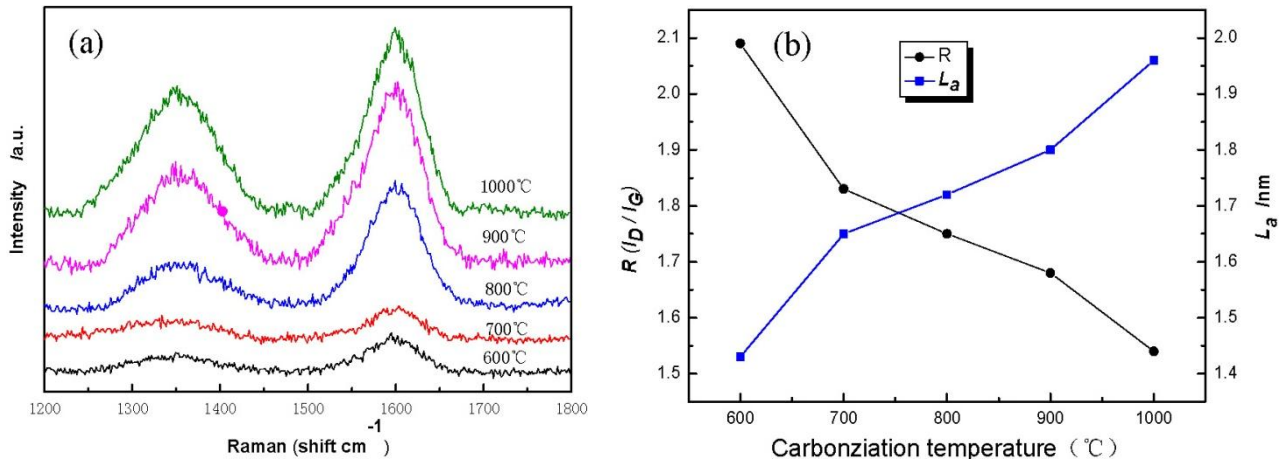 (a)
Intensity /a.u.
1000℃
900℃
800℃
700℃
600℃
1200 1300 1400 1500 1600 1700 1800
-1
Raman (shift cm )
(b)
R
La
R (ID / IG)
2.1
2.0
1.9
1.8
1.7
1.6
1.5
La /nm
2.0
1.9
1.8
1.7
1.6
1.5
1.4
600 700 800 900 1000
Carbonziation temperature（℃）